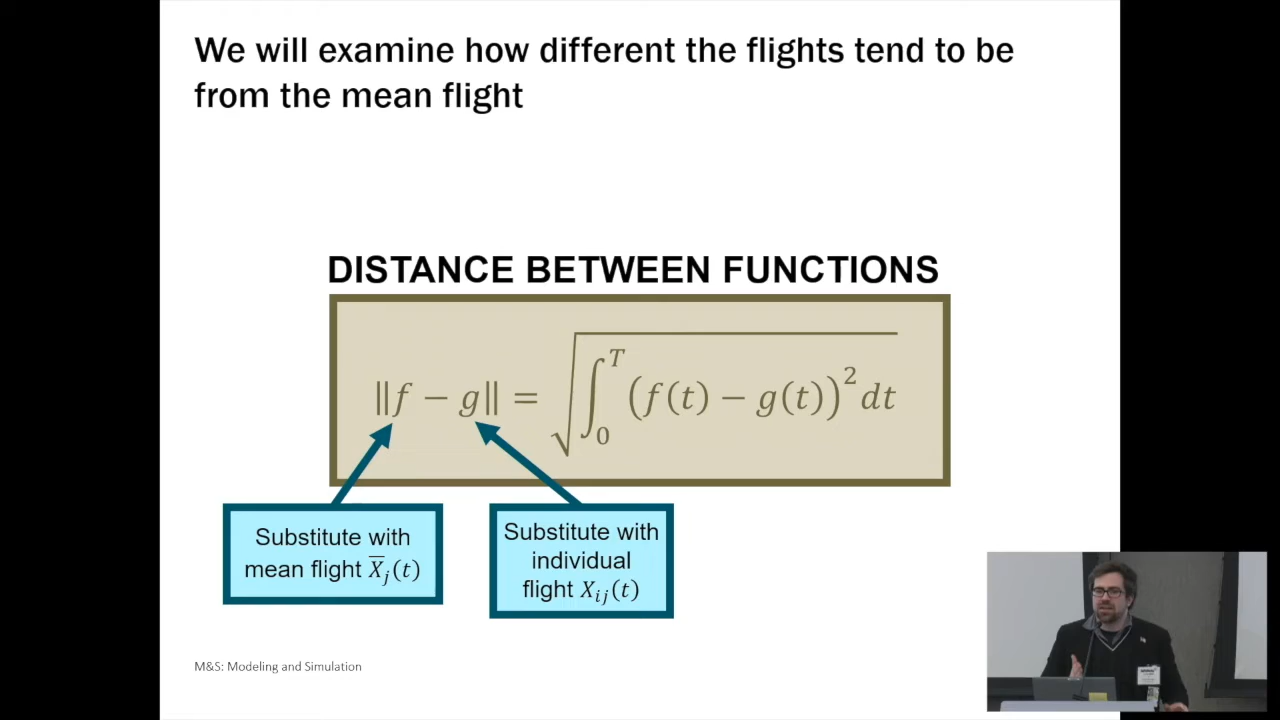 We will examine how different the flights tend to be
from the mean flight
DISTANCE BETWEEN FUNCTIONS
‖f − g‖ = √∫₀ᵀ (f(t) − g(t))² dt
Substitute with
mean flight X̅ⱼ(t)
Substitute with
individual
flight Xᵢⱼ(t)
M&S: Modeling and Simulation